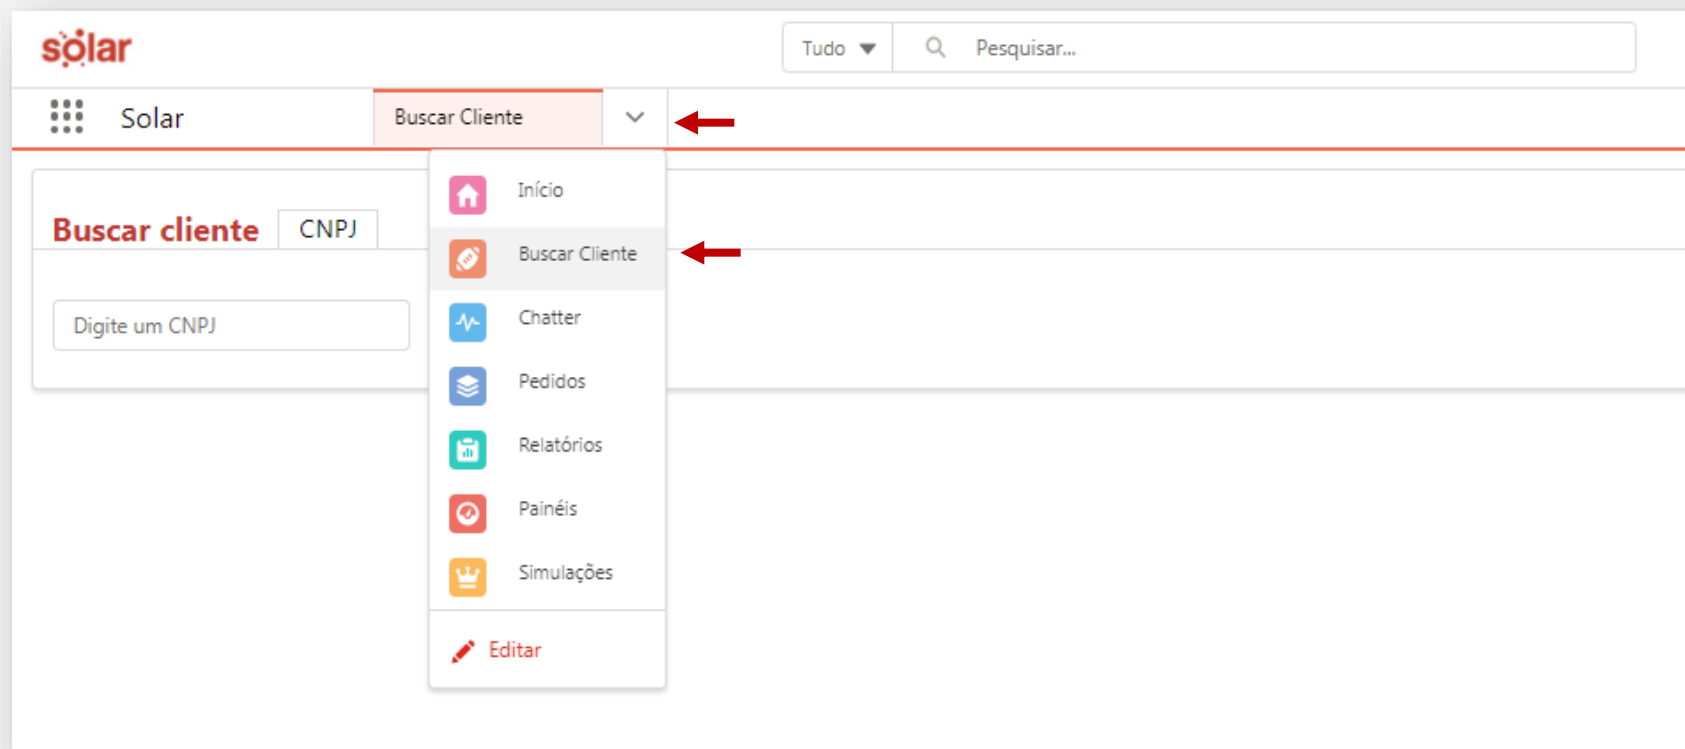 solar
Tudo Pesquisar...
Solar Buscar Cliente
Início
Buscar cliente CNPJ
Buscar Cliente
Digite um CNPJ
Chatter
Pedidos
Relatórios
Painéis
Simulações
Editar